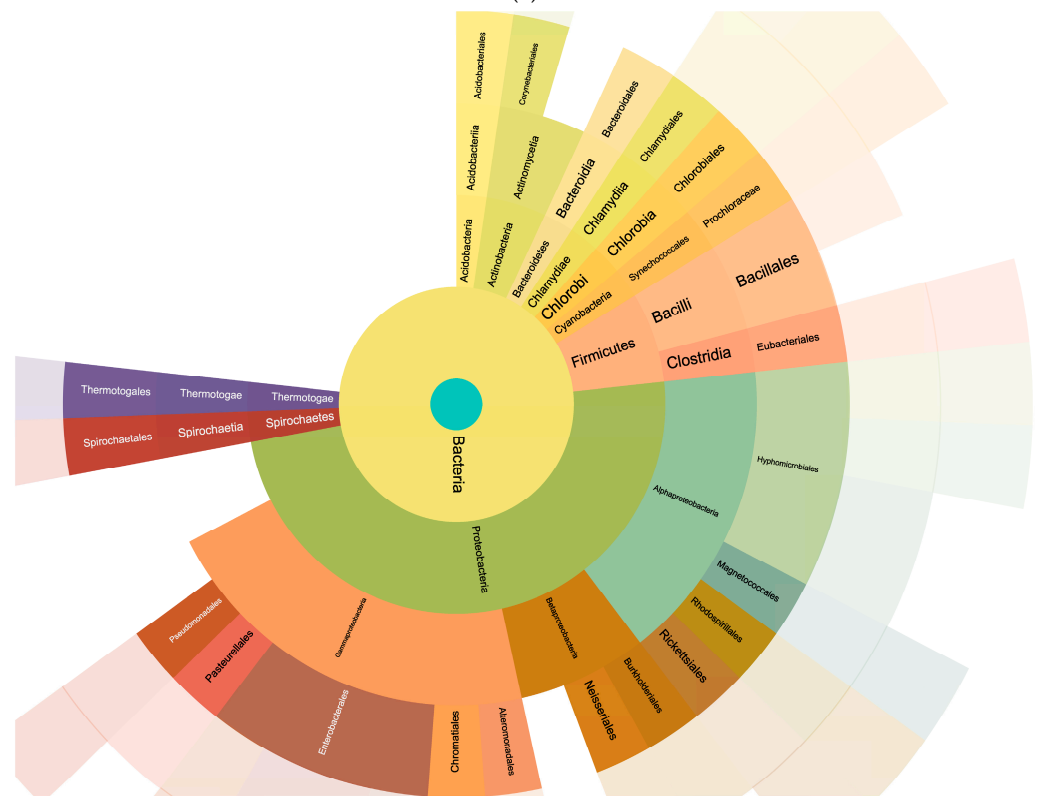 Acidobacteriales
Corynebacteriales
Acidobacteriia
Actinomycetia
Acidobacteria
Actinobacteria
Bacteroidales
Bacteroidia
Bacteroidetes
Chlamydiales
Chlamydiia
Chlamydiae
Chlorobiales
Chlorobia
Chlorobi
Prochloraceae
Synechococcales
Cyanobacteria
Bacillales
Bacilli
Firmicutes
Eubacteriales
Clostridia
Hyphomicrobiales
Alphaproteobacteria
Magnetococcales
Rhodospirillales
Rickettsiales
Proteobacteria
Betaproteobacteria
Burkholderiales
Neisseriales
Gammaproteobacteria
Alteromonadales
Chromatiales
Enterobacterales
Pasteurellales
Pseudomonadales
Spirochaetales
Spirochaetia
Spirochaetes
Thermotogales
Thermotogae
Thermotogae
Bacteria